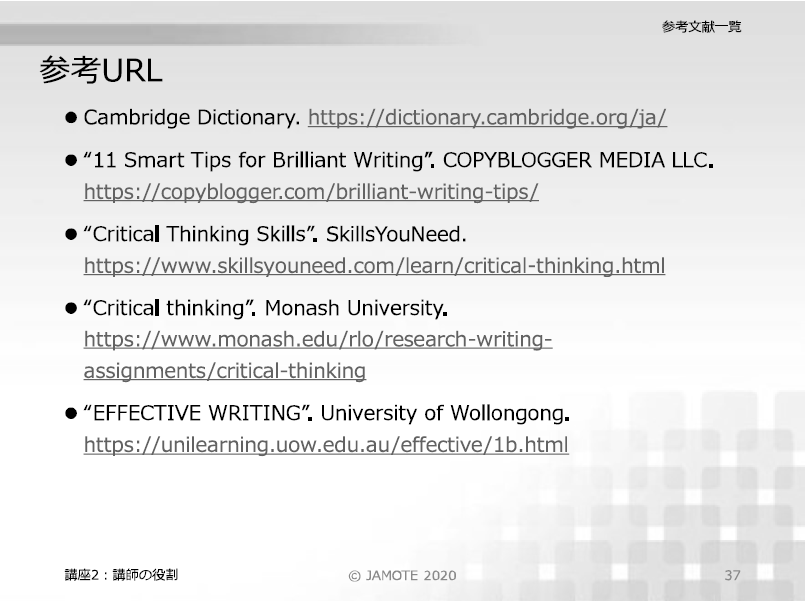 参考文献一覧
参考URL
● Cambridge Dictionary. https://dictionary.cambridge.org/ja/
● “11 Smart Tips for Brilliant Writing”. COPYBLOGGER MEDIA LLC.
https://copyblogger.com/brilliant-writing-tips/
● “Critical Thinking Skills”. SkillsYouNeed.
https://www.skillsyouneed.com/learn/critical-thinking.html
● “Critical thinking”. Monash University.
https://www.monash.edu/rlo/research-writing-
assignments/critical-thinking
● “EFFECTIVE WRITING”. University of Wollongong.
https://unilearning.uow.edu.au/effective/1b.html
講座2：講師の役割
© JAMOTE 2020
37